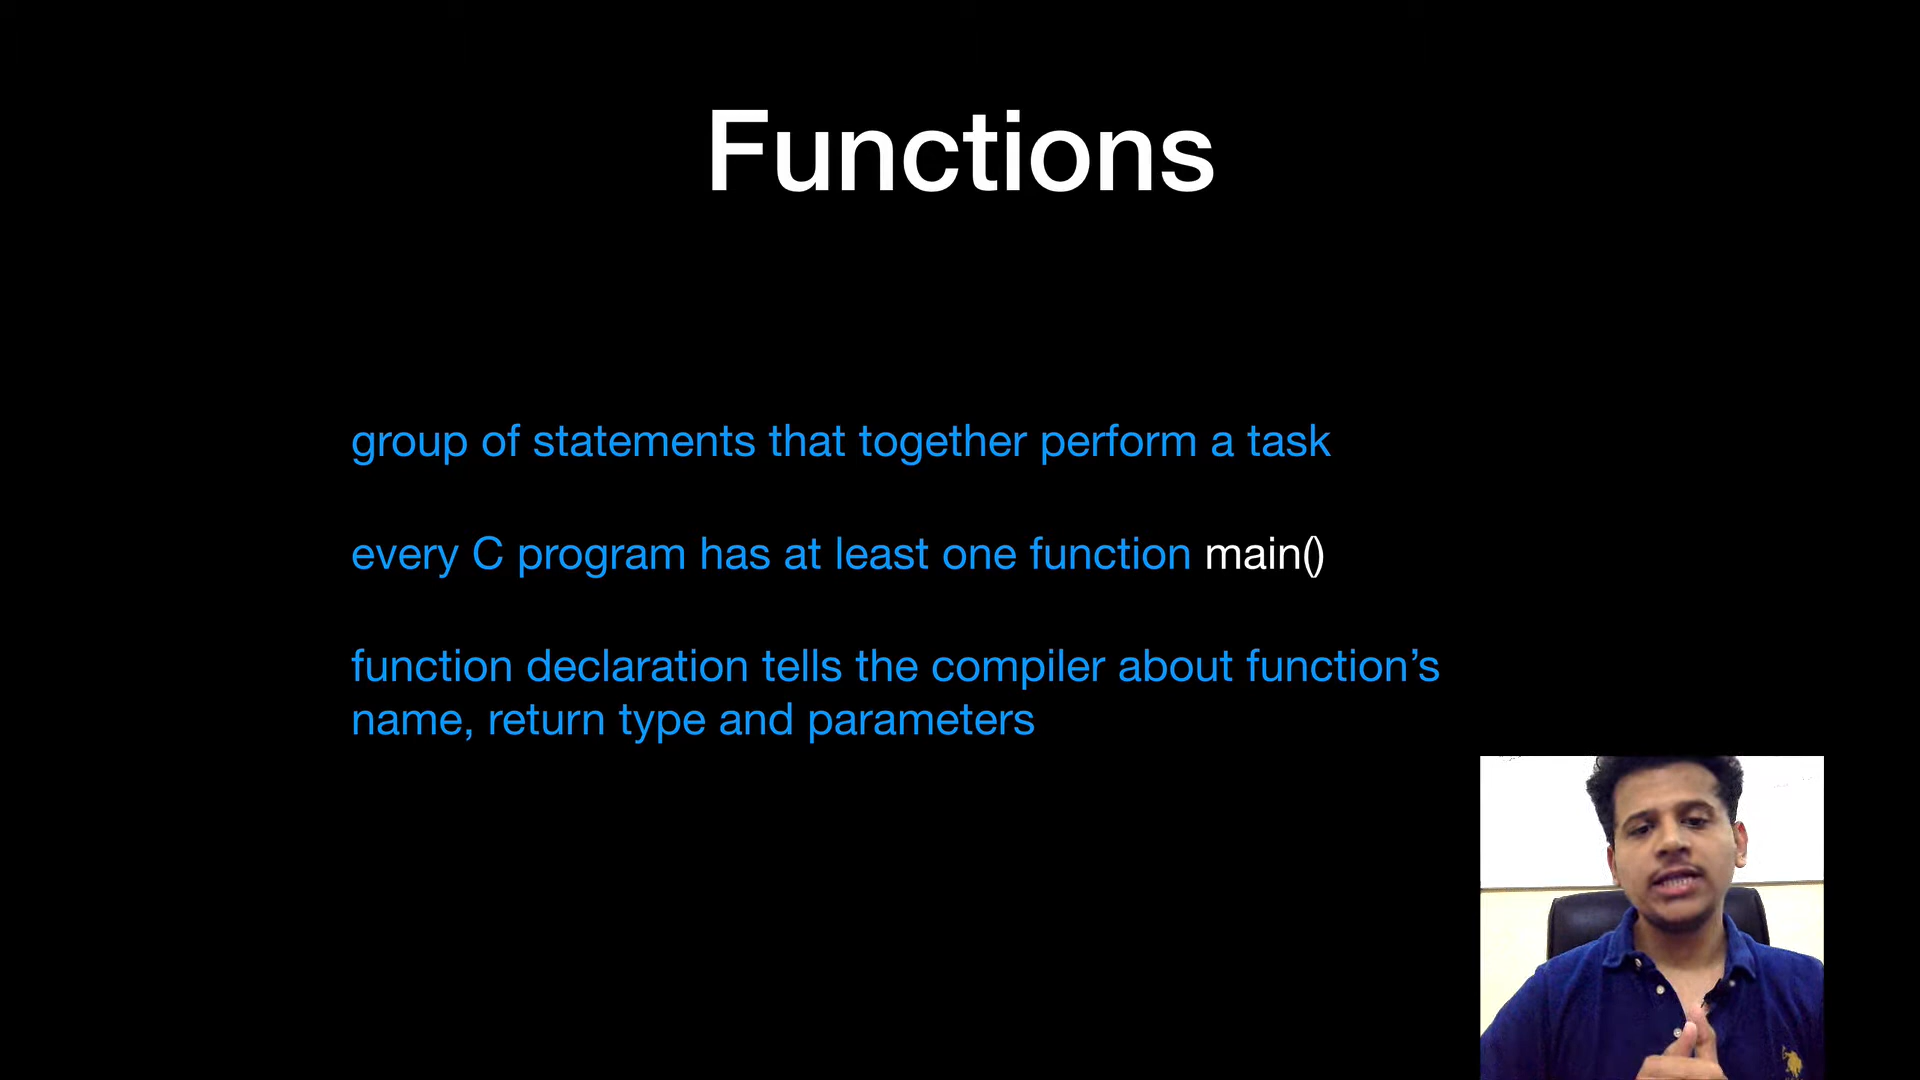 Functions
group of statements that together perform a task
every C program has at least one function main()
function declaration tells the compiler about function’s
name, return type and parameters